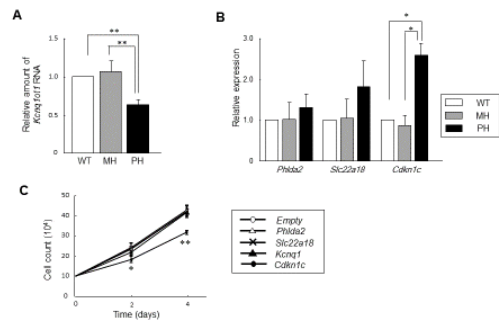 A
Relative amount of
Kcnq1ot1 RNA
1.5
1.0
0.5
0
**
**
WT
MH
PH
B
Relative expression
3.0
2.0
1.0
0
*
*
Phlda2
Slc22a18
Cdkn1c
WT
MH
PH
C
Cell count (10⁴)
50
40
30
20
10
0
0
2
4
*
**
Time (days)
Empty
Phlda2
Slc22a18
Kcnq1
Cdkn1c